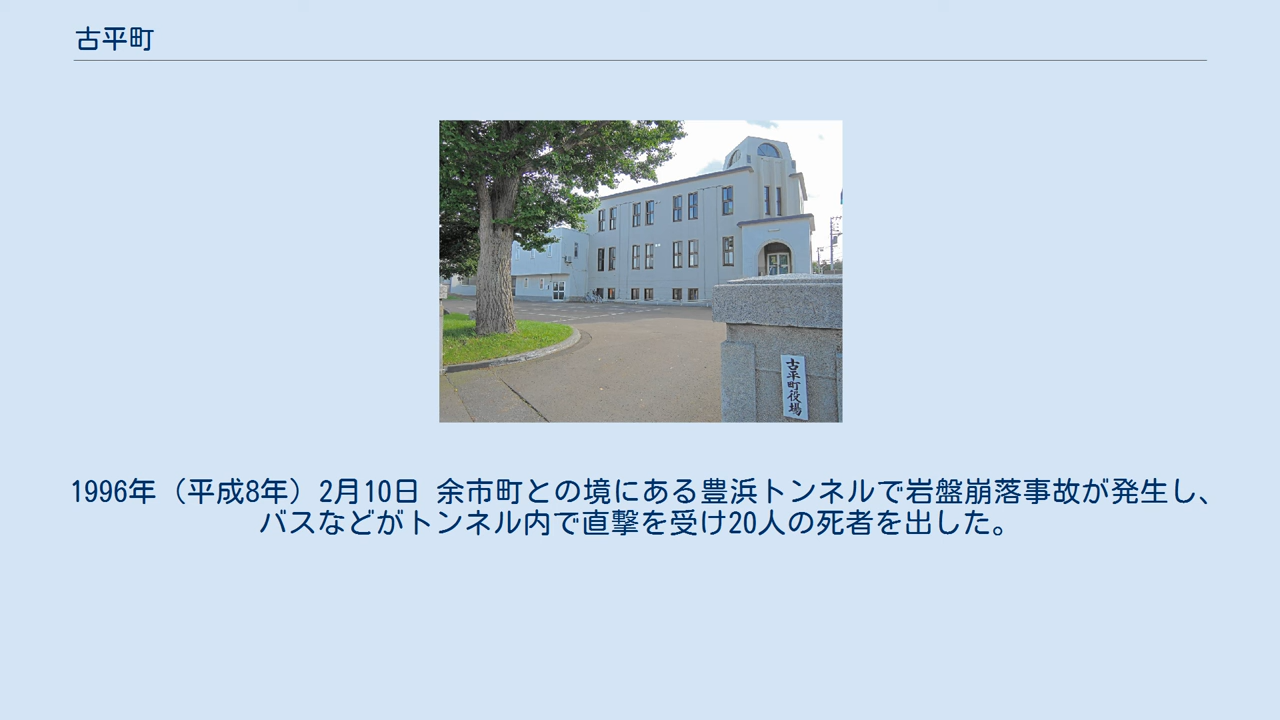 古平町
古平町役場
1996年（平成8年）2月10日 余市町との境にある豊浜トンネルで岩盤崩落事故が発生し、
バスなどがトンネル内で直撃を受け20人の死者を出した。